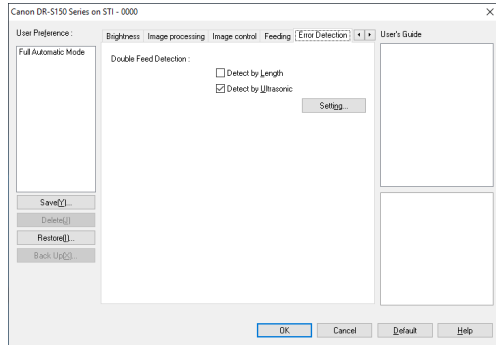 Canon DR-S150 Series on STI - 0000
User Preference :
Full Automatic Mode
Save(Y)...
Delete(J)
Restore(I)...
Back Up(X)...
Brightness Image processing Image control Feeding Error Detection
Double Feed Detection :
Detect by Length
Detect by Ultrasonic
Setting...
User's Guide
OK Cancel Default Help